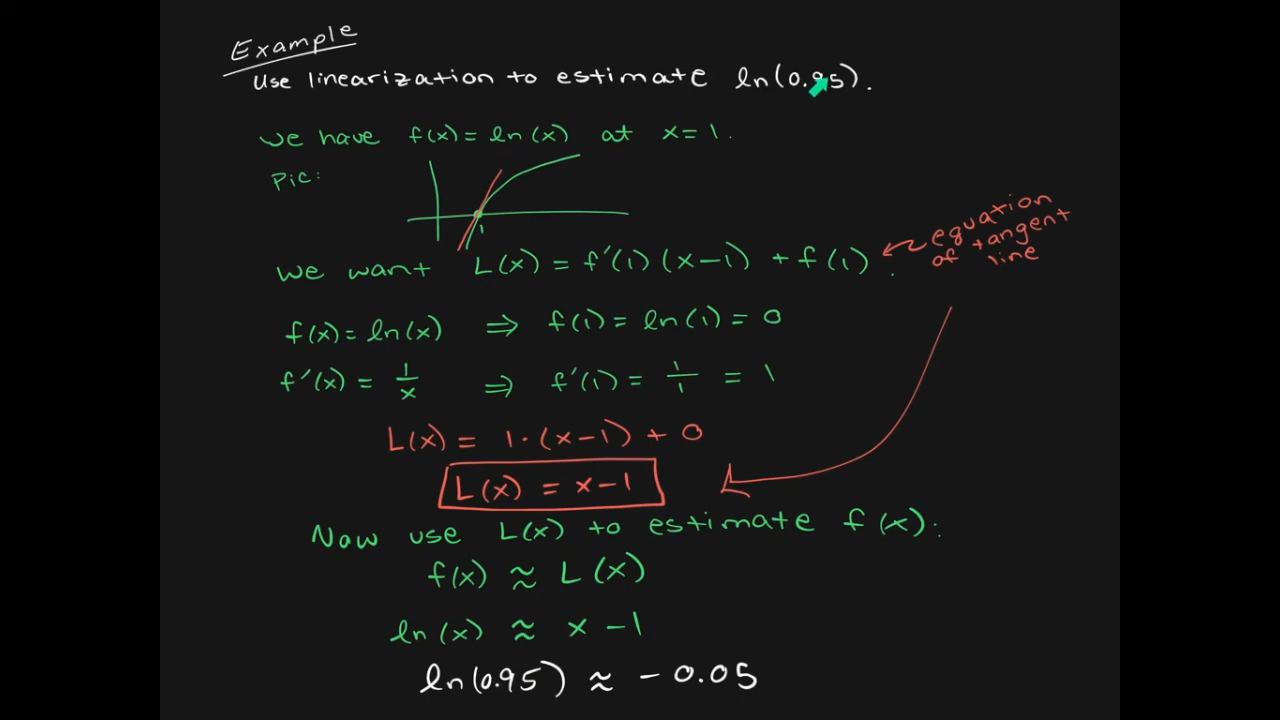 Example
Use linearization to estimate ln(0.95).
We have f(x) = ln(x) at x = 1.
Pic:
1
We want L(x) = f'(1)(x-1) + f(1).
equation
of tangent
line
f(x) = ln(x) ⇒ f(1) = ln(1) = 0
f'(x) = 1/x ⇒ f'(1) = 1/1 = 1
L(x) = 1·(x-1) + 0
L(x) = x-1
Now use L(x) to estimate f(x):
f(x) ≈ L(x)
ln(x) ≈ x-1
ln(0.95) ≈ -0.05